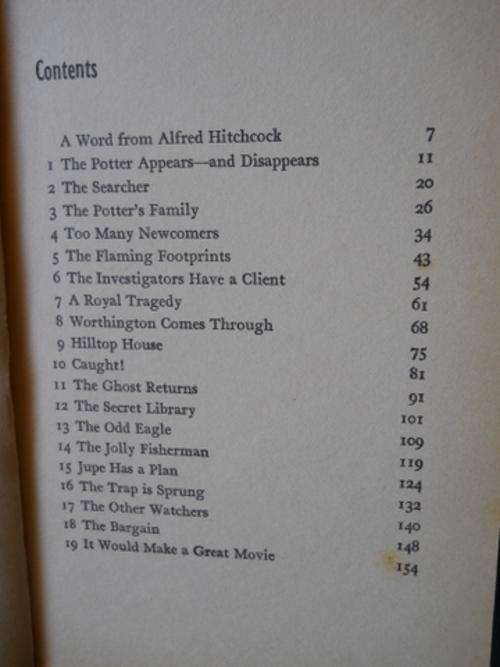 Contents
A Word from Alfred Hitchcock 7
1 The Potter Appears—and Disappears 11
2 The Searcher 20
3 The Potter's Family 26
4 Too Many Newcomers 34
5 The Flaming Footprints 43
6 The Investigators Have a Client 54
7 A Royal Tragedy 61
8 Worthington Comes Through 68
9 Hilltop House 75
10 Caught! 81
11 The Ghost Returns 91
12 The Secret Library 101
13 The Odd Eagle 109
14 The Jolly Fisherman 119
15 Jupe Has a Plan 124
16 The Trap is Sprung 132
17 The Other Watchers 140
18 The Bargain 148
19 It Would Make a Great Movie 154